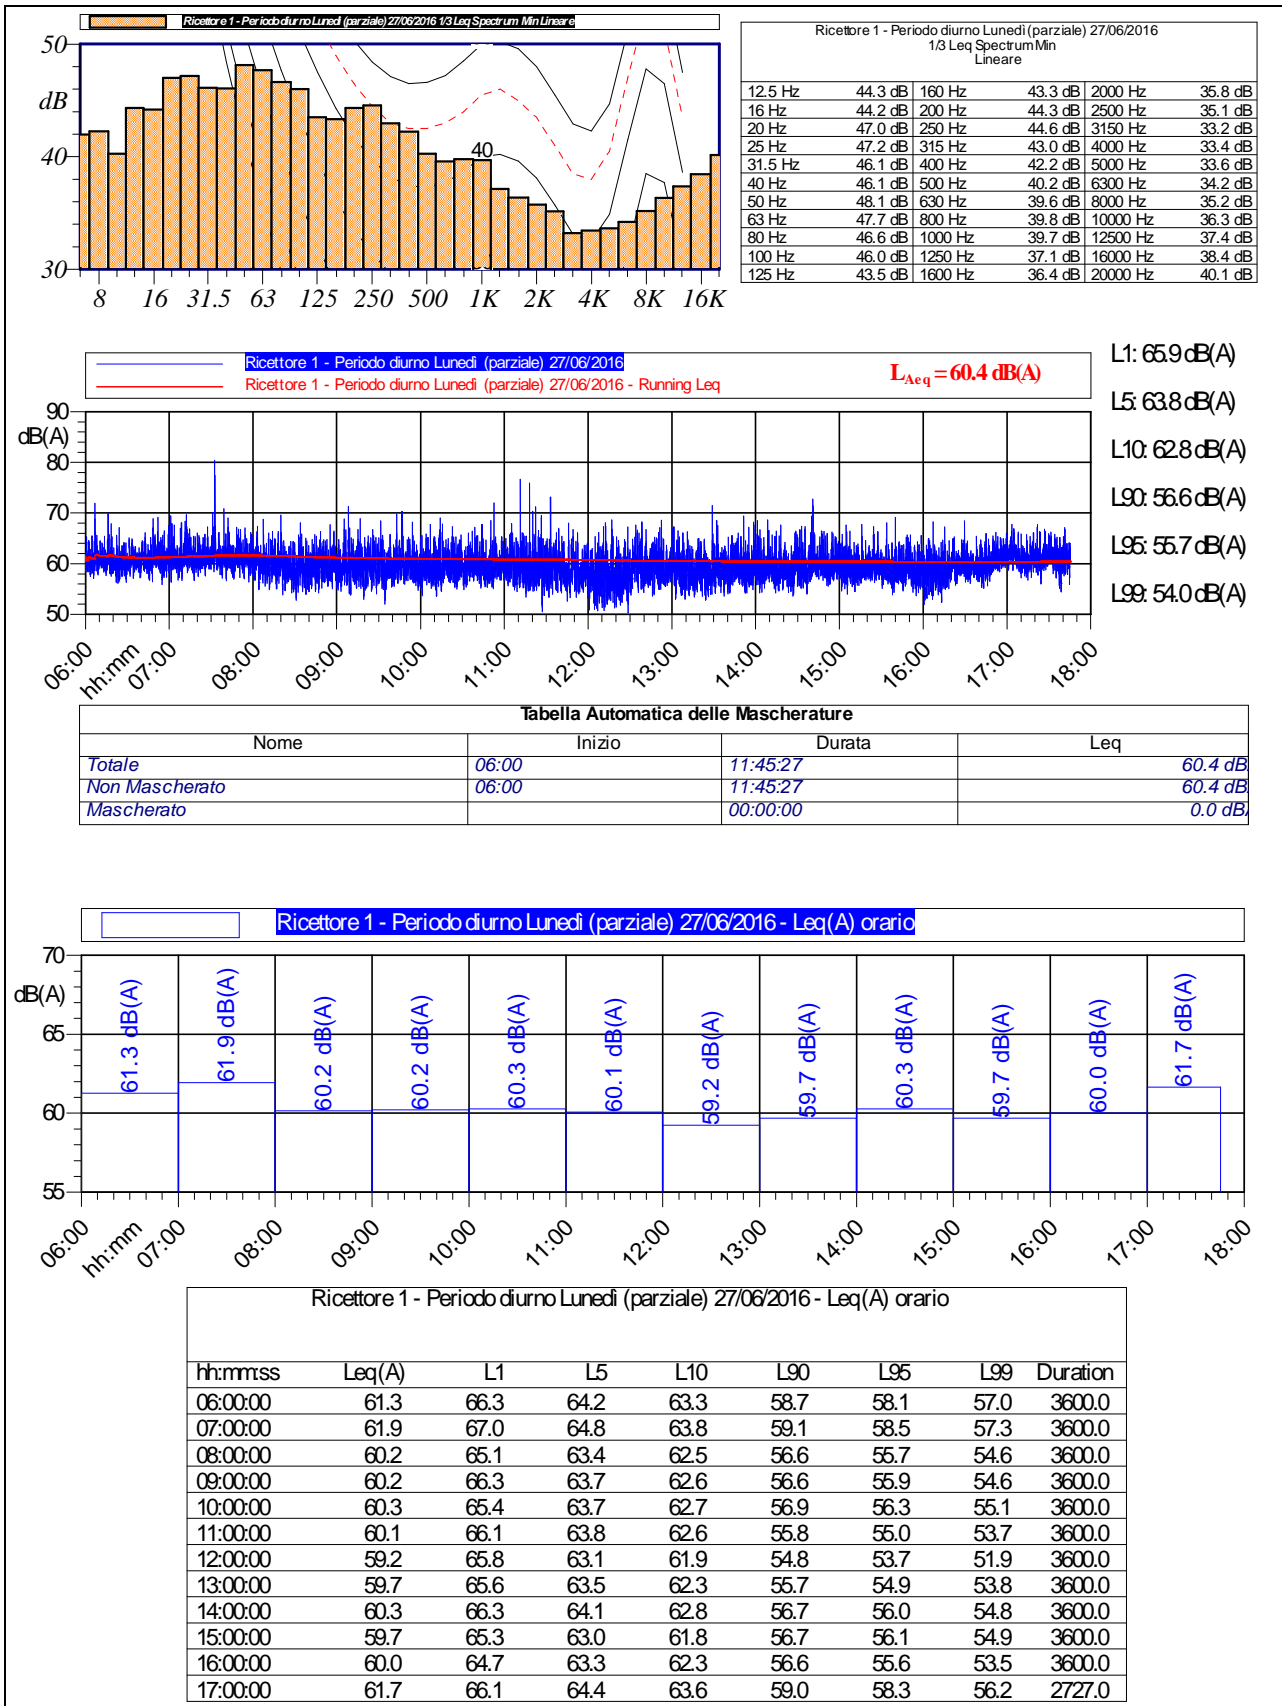 Ricettore 1 - Periodo diurno Lunedì (parziale) 27/06/2016 1/3 Leq Spectrum Min Lineare
50
dB
40
30
40
8 16 31.5 63 125 250 500 1K 2K 4K 8K 16K
Ricettore 1 - Periodo diurno Lunedì (parziale) 27/06/2016
1/3 Leq Spectrum Min
Lineare
12.5 Hz 44.3 dB 160 Hz 43.3 dB 2000 Hz 35.8 dB
16 Hz 44.2 dB 200 Hz 44.3 dB 2500 Hz 35.1 dB
20 Hz 47.0 dB 250 Hz 44.6 dB 3150 Hz 33.2 dB
25 Hz 47.2 dB 315 Hz 43.0 dB 4000 Hz 33.4 dB
31.5 Hz 46.1 dB 400 Hz 42.2 dB 5000 Hz 33.6 dB
40 Hz 46.1 dB 500 Hz 40.2 dB 6300 Hz 34.2 dB
50 Hz 48.1 dB 630 Hz 39.6 dB 8000 Hz 35.2 dB
63 Hz 47.7 dB 800 Hz 39.8 dB 10000 Hz 36.3 dB
80 Hz 46.6 dB 1000 Hz 39.7 dB 12500 Hz 37.4 dB
100 Hz 46.0 dB 1250 Hz 37.1 dB 16000 Hz 38.4 dB
125 Hz 43.5 dB 1600 Hz 36.4 dB 20000 Hz 40.1 dB
Ricettore 1 - Periodo diurno Lunedì (parziale) 27/06/2016
Ricettore 1 - Periodo diurno Lunedì (parziale) 27/06/2016 - Running Leq
LAeq = 60.4 dB(A)
L1: 65.9 dB(A)
L5: 63.8 dB(A)
L10: 62.8 dB(A)
L90: 56.6 dB(A)
L95: 55.7 dB(A)
L99: 54.0 dB(A)
90
dB(A)
80
70
60
50
06:00 hh:mm 07:00 08:00 09:00 10:00 11:00 12:00 13:00 14:00 15:00 16:00 17:00 18:00
Tabella Automatica delle Mascherature
Nome Inizio Durata Leq
Totale 06:00 11:45:27 60.4 dB
Non Mascherato 06:00 11:45:27 60.4 dB
Mascherato 00:00:00 0.0 dB
Ricettore 1 - Periodo diurno Lunedì (parziale) 27/06/2016 - Leq(A) orario
70
dB(A)
65
60
55
61.3 dB(A) 61.9 dB(A) 60.2 dB(A) 60.2 dB(A) 60.3 dB(A) 60.1 dB(A) 59.2 dB(A) 59.7 dB(A) 60.3 dB(A) 59.7 dB(A) 60.0 dB(A) 61.7 dB(A)
06:00 hh:mm 07:00 08:00 09:00 10:00 11:00 12:00 13:00 14:00 15:00 16:00 17:00 18:00
Ricettore 1 - Periodo diurno Lunedì (parziale) 27/06/2016 - Leq(A) orario
hh:mm:ss Leq(A) L1 L5 L10 L90 L95 L99 Duration
06:00:00 61.3 66.3 64.2 63.3 58.7 58.1 57.0 3600.0
07:00:00 61.9 67.0 64.8 63.8 59.1 58.5 57.3 3600.0
08:00:00 60.2 65.1 63.4 62.5 56.6 55.7 54.6 3600.0
09:00:00 60.2 66.3 63.7 62.6 56.6 55.9 54.6 3600.0
10:00:00 60.3 65.4 63.7 62.7 56.9 56.3 55.1 3600.0
11:00:00 60.1 66.1 63.8 62.6 55.8 55.0 53.7 3600.0
12:00:00 59.2 65.8 63.1 61.9 54.8 53.7 51.9 3600.0
13:00:00 59.7 65.6 63.5 62.3 55.7 54.9 53.8 3600.0
14:00:00 60.3 66.3 64.1 62.8 56.7 56.0 54.8 3600.0
15:00:00 59.7 65.3 63.0 61.8 56.7 56.1 54.9 3600.0
16:00:00 60.0 64.7 63.3 62.3 56.6 55.6 53.5 3600.0
17:00:00 61.7 66.1 64.4 63.6 59.0 58.3 56.2 2727.0